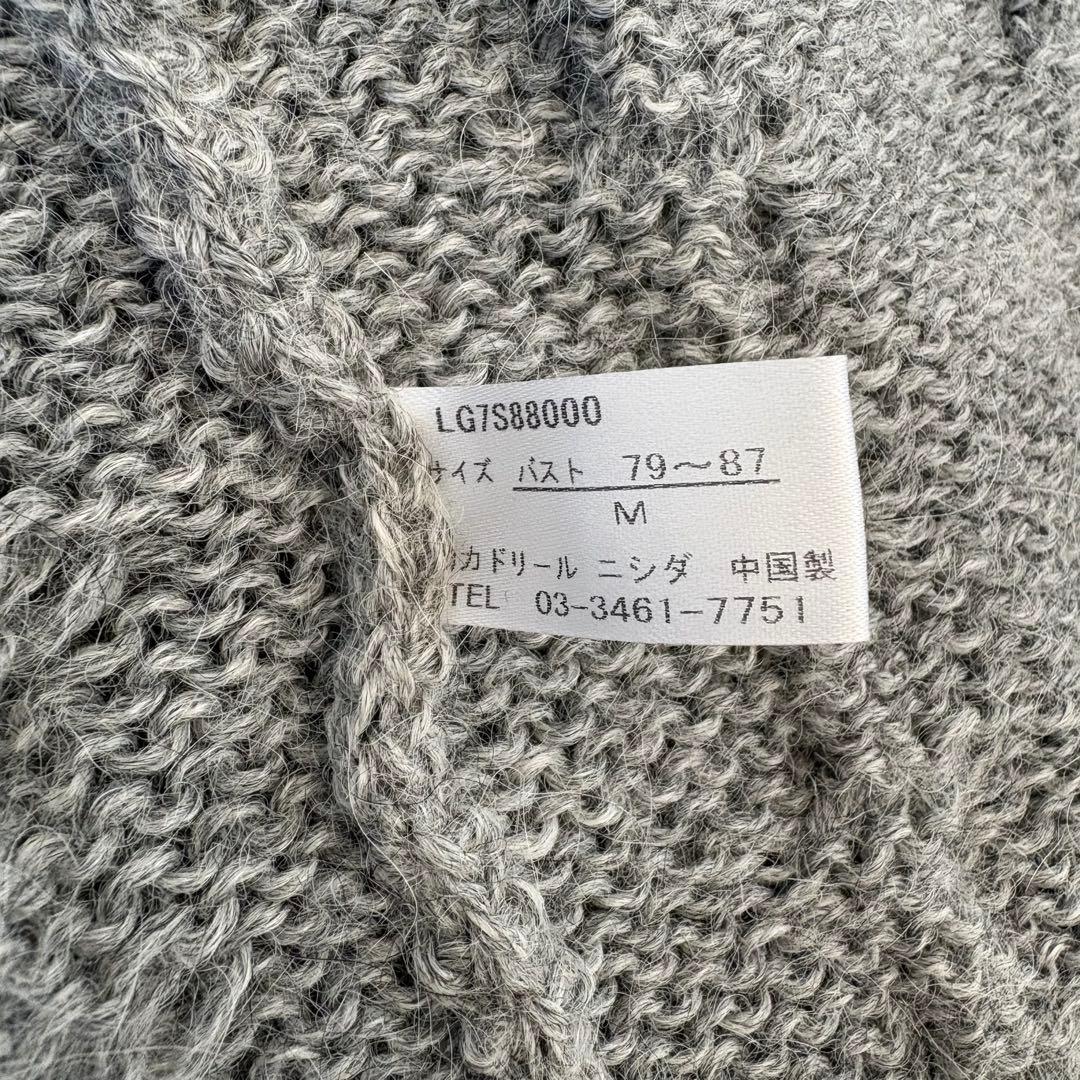 LG7S88000
サイズ バスト 79～87
M
カドリール ニシダ 中国製
TEL 03-3461-7751